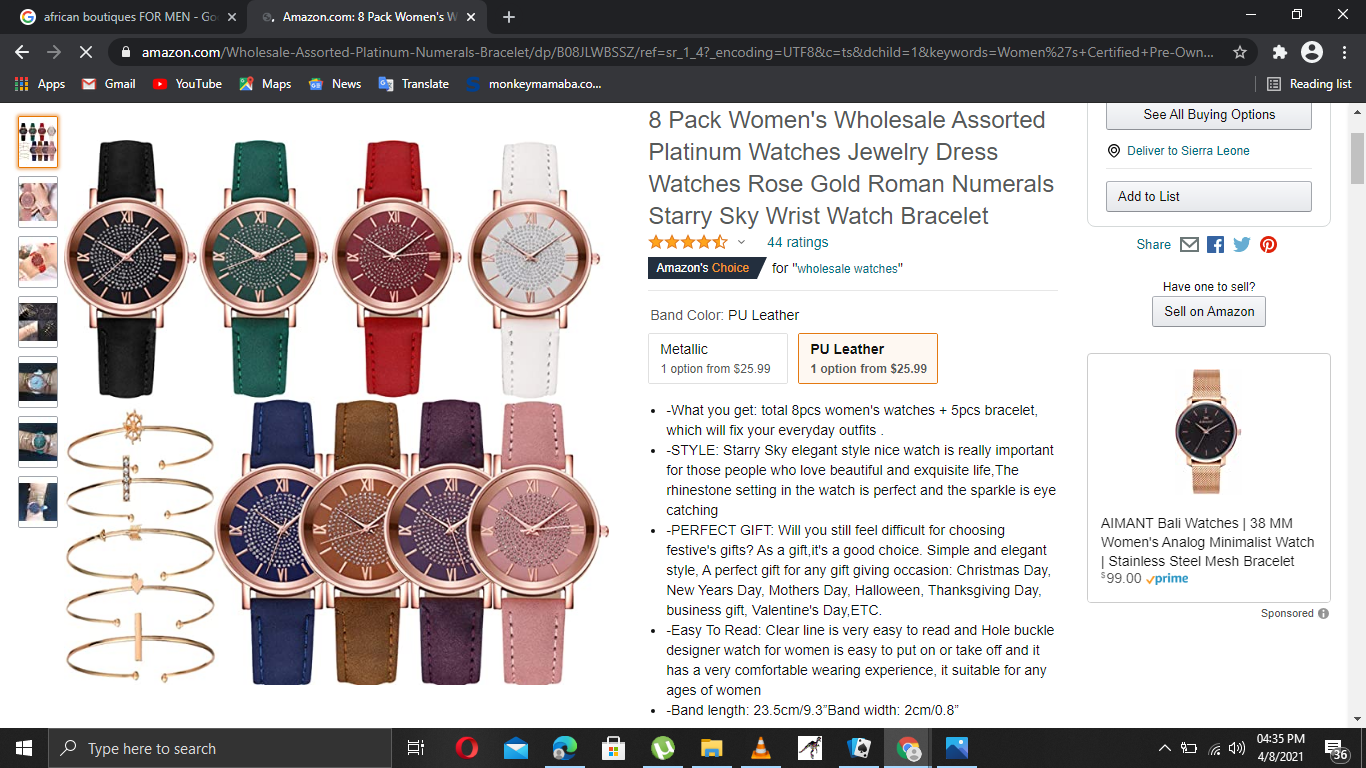 african boutiques FOR MEN - Go
Amazon.com: 8 Pack Women's W
amazon.com/Wholesale-Assorted-Platinum-Numerals-Bracelet/dp/B08JLWBSSZ/ref=sr_1_4?_encoding=UTF8&c=ts&dchild=1&keywords=Women%27s+Certified+Pre-Own...
Apps
Gmail
YouTube
Maps
News
Translate
monkeymamaba.co...
Reading list
8 Pack Women's Wholesale Assorted
Platinum Watches Jewelry Dress
Watches Rose Gold Roman Numerals
Starry Sky Wrist Watch Bracelet
44 ratings
Amazon's Choice for "wholesale watches"
Band Color: PU Leather
Metallic
1 option from $25.99
PU Leather
1 option from $25.99
-What you get: total 8pcs women's watches + 5pcs bracelet,
which will fix your everyday outfits .
-STYLE: Starry Sky elegant style nice watch is really important
for those people who love beautiful and exquisite life,The
rhinestone setting in the watch is perfect and the sparkle is eye
catching
-PERFECT GIFT: Will you still feel difficult for choosing
festive's gifts? As a gift,it's a good choice. Simple and elegant
style, A perfect gift for any gift giving occasion: Christmas Day,
New Years Day, Mothers Day, Halloween, Thanksgiving Day,
business gift, Valentine's Day,ETC.
-Easy To Read: Clear line is very easy to read and Hole buckle
designer watch for women is easy to put on or take off and it
has a very comfortable wearing experience, it suitable for any
ages of women
-Band length: 23.5cm/9.3”Band width: 2cm/0.8”
See All Buying Options
Deliver to Sierra Leone
Add to List
Share
Have one to sell?
Sell on Amazon
AIMANT Bali Watches | 38 MM
Women's Analog Minimalist Watch
| Stainless Steel Mesh Bracelet
$99.00 prime
Sponsored
Type here to search
04:35 PM
4/8/2021
36